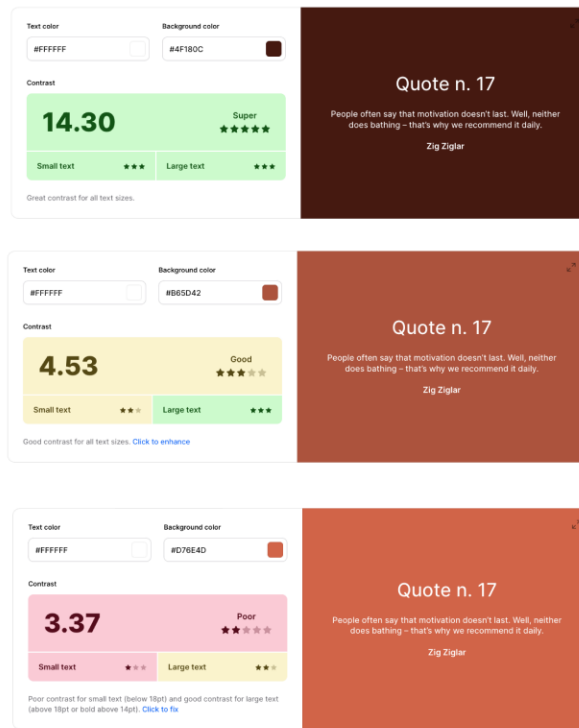 Text color
Background color
#FFFFFF
#4F180C
Contrast
14.30
Super
Small text
Large text
Great contrast for all text sizes.
Quote n. 17
People often say that motivation doesn't last. Well, neither
does bathing – that's why we recommend it daily.
Zig Ziglar
Text color
Background color
#FFFFFF
#B65D42
Contrast
4.53
Good
Small text
Large text
Good contrast for all text sizes. Click to enhance
Quote n. 17
People often say that motivation doesn't last. Well, neither
does bathing – that's why we recommend it daily.
Zig Ziglar
Text color
Background color
#FFFFFF
#D76E4D
Contrast
3.37
Poor
Small text
Large text
Poor contrast for small text (below 18pt) and good contrast for large text
(above 18pt or bold above 14pt). Click to fix
Quote n. 17
People often say that motivation doesn't last. Well, neither
does bathing – that's why we recommend it daily.
Zig Ziglar